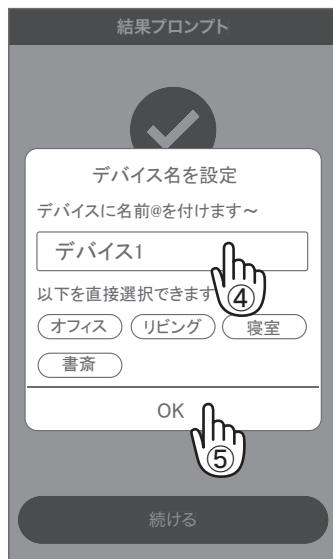 結果プロンプト
デバイス名を設定
デバイスに名前@を付けます～
デバイス1
④
以下を直接選択できます
オフィス リビング 寝室
書斎
OK
⑤
続ける